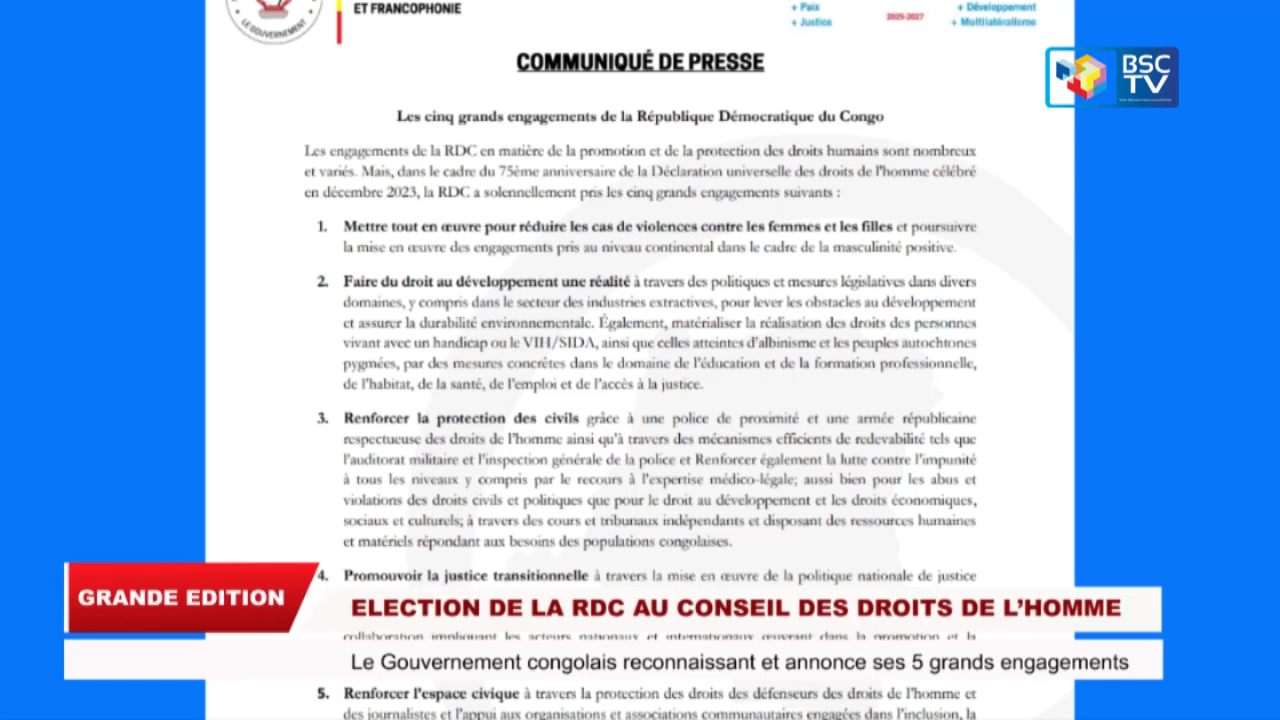 LE GOUVERNEMENT
ET FRANCOPHONIE
+ Paix
+ Justice
2025-2027
+ Développement
+ Multilatéralisme
BSC
TV
COMMUNIQUÉ DE PRESSE
Les cinq grands engagements de la République Démocratique du Congo
Les engagements de la RDC en matière de la promotion et de la protection des droits humains sont nombreux
et variés. Mais, dans le cadre du 75ème anniversaire de la Déclaration universelle des droits de l'homme célébré
en décembre 2023, la RDC a solennellement pris les cinq grands engagements suivants :
1. Mettre tout en œuvre pour réduire les cas de violences contre les femmes et les filles et poursuivre
la mise en œuvre des engagements pris au niveau continental dans le cadre de la masculinité positive.
2. Faire du droit au développement une réalité à travers des politiques et mesures législatives dans divers
domaines, y compris dans le secteur des industries extractives, pour lever les obstacles au développement
et assurer la durabilité environnementale. Également, matérialiser la réalisation des droits des personnes
vivant avec un handicap ou le VIH/SIDA, ainsi que celles atteintes d'albinisme et les peuples autochtones
pygmées, par des mesures concrètes dans le domaine de l'éducation et de la formation professionnelle,
de l'habitat, de la santé, de l'emploi et de l'accès à la justice.
3. Renforcer la protection des civils grâce à une police de proximité et une armée républicaine
respectueuse des droits de l'homme ainsi qu'à travers des mécanismes efficients de redevabilité tels que
l'auditorat militaire et l'inspection générale de la police et Renforcer également la lutte contre l'impunité
à tous les niveaux y compris par le recours à l'expertise médico-légale; aussi bien pour les abus et
violations des droits civils et politiques que pour le droit au développement et les droits économiques,
sociaux et culturels; à travers des cours et tribunaux indépendants et disposant des ressources humaines
et matériels répondant aux besoins des populations congolaises.
4. Promouvoir la justice transitionnelle à travers la mise en œuvre de la politique nationale de justice
GRANDE EDITION
ELECTION DE LA RDC AU CONSEIL DES DROITS DE L'HOMME
collaboration impliquant les acteurs nationaux et internationaux œuvrant dans la promotion et la
Le Gouvernement congolais reconnaissant et annonce ses 5 grands engagements
5. Renforcer l'espace civique à travers la protection des droits des défenseurs des droits de l'homme et
des journalistes et l'appui aux organisations et associations communautaires engagées dans l'inclusion, la